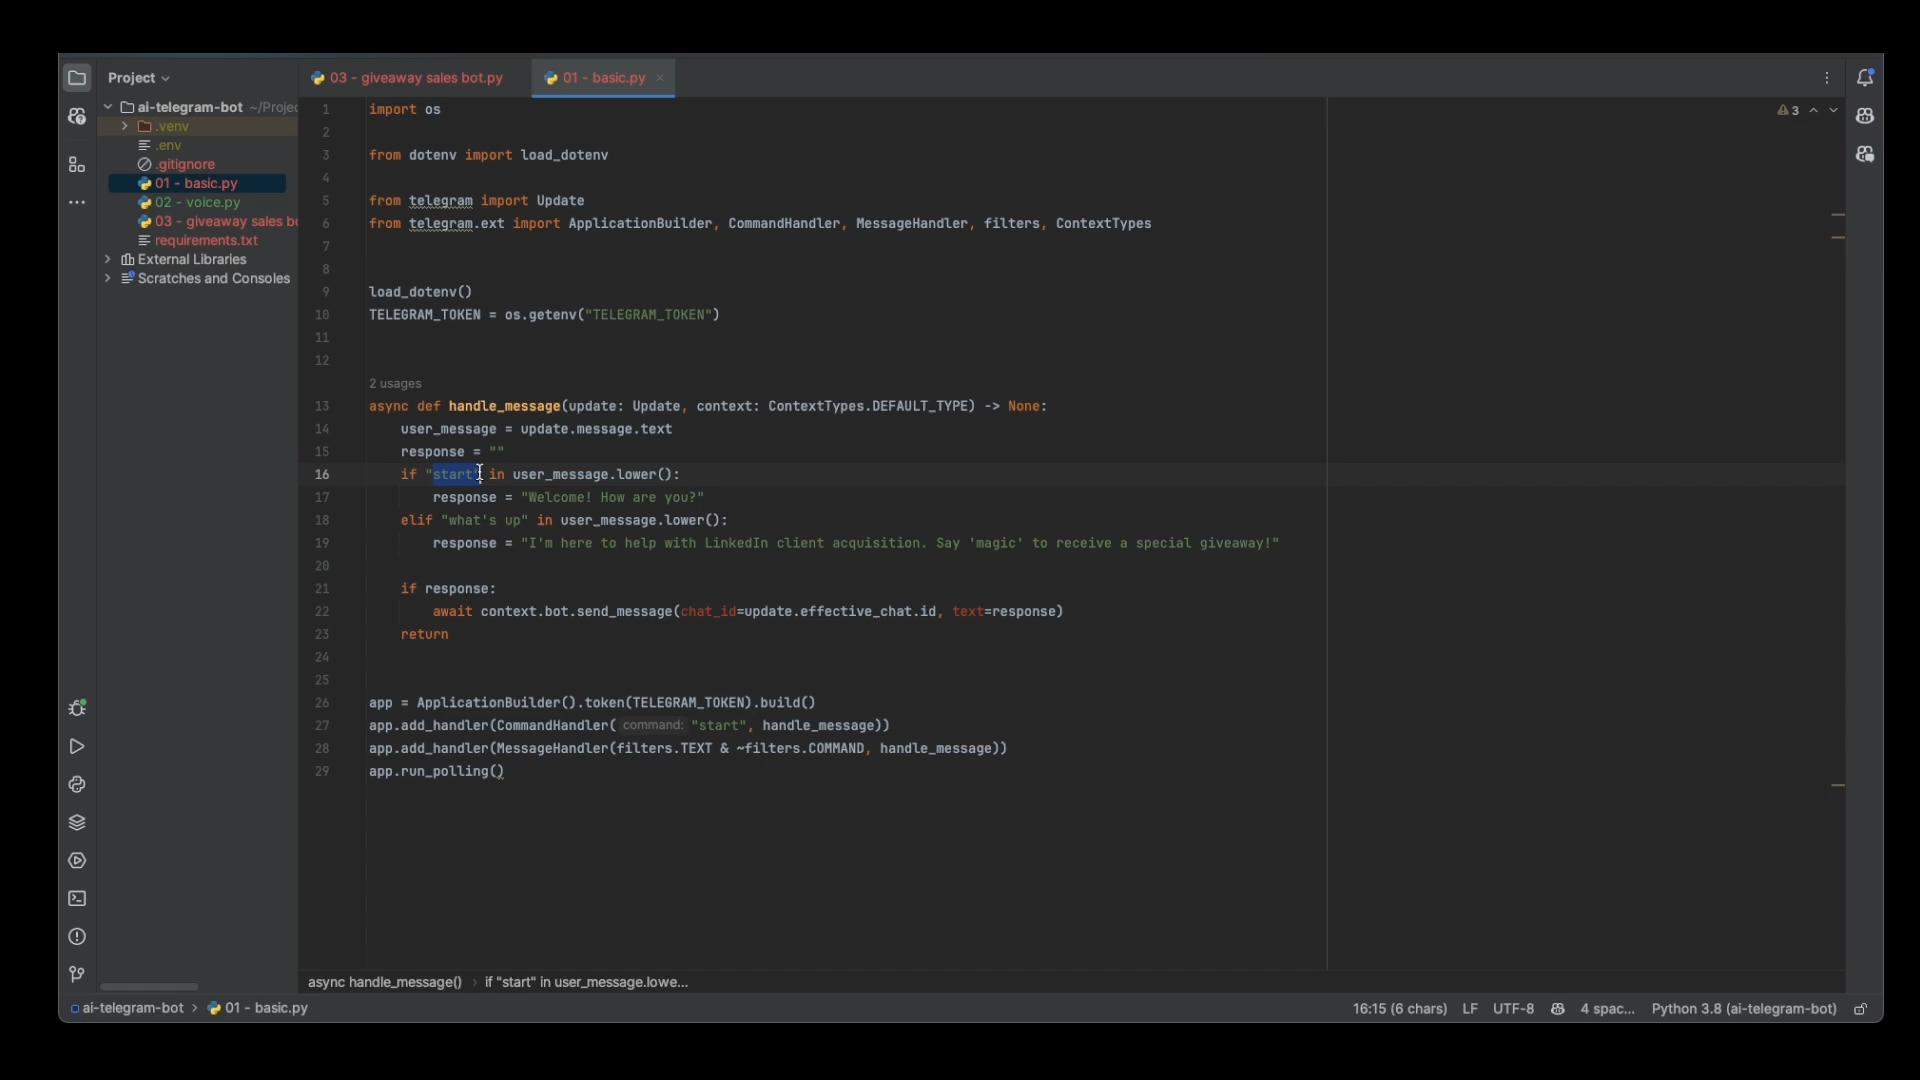 Project
03 - giveaway sales bot.py
01 - basic.py
ai-telegram-bot ~/Projec
.venv
.env
.gitignore
01 - basic.py
02 - voice.py
03 - giveaway sales bo
requirements.txt
External Libraries
Scratches and Consoles
3
1 import os
2
3 from dotenv import load_dotenv
4
5 from telegram import Update
6 from telegram.ext import ApplicationBuilder, CommandHandler, MessageHandler, filters, ContextTypes
7
8
9 load_dotenv()
10 TELEGRAM_TOKEN = os.getenv("TELEGRAM_TOKEN")
11
12
2 usages
13 async def handle_message(update: Update, context: ContextTypes.DEFAULT_TYPE) -> None:
14 user_message = update.message.text
15 response = ""
16 if "start" in user_message.lower():
17 response = "Welcome! How are you?"
18 elif "what's up" in user_message.lower():
19 response = "I'm here to help with LinkedIn client acquisition. Say 'magic' to receive a special giveaway!"
20
21 if response:
22 await context.bot.send_message(chat_id=update.effective_chat.id, text=response)
23 return
24
25
26 app = ApplicationBuilder().token(TELEGRAM_TOKEN).build()
27 app.add_handler(CommandHandler( command: "start", handle_message))
28 app.add_handler(MessageHandler(filters.TEXT & ~filters.COMMAND, handle_message))
29 app.run_polling()
async handle_message() › if "start" in user_message.lowe...
ai-telegram-bot › 01 - basic.py
16:15 (6 chars) LF UTF-8 4 spac... Python 3.8 (ai-telegram-bot)